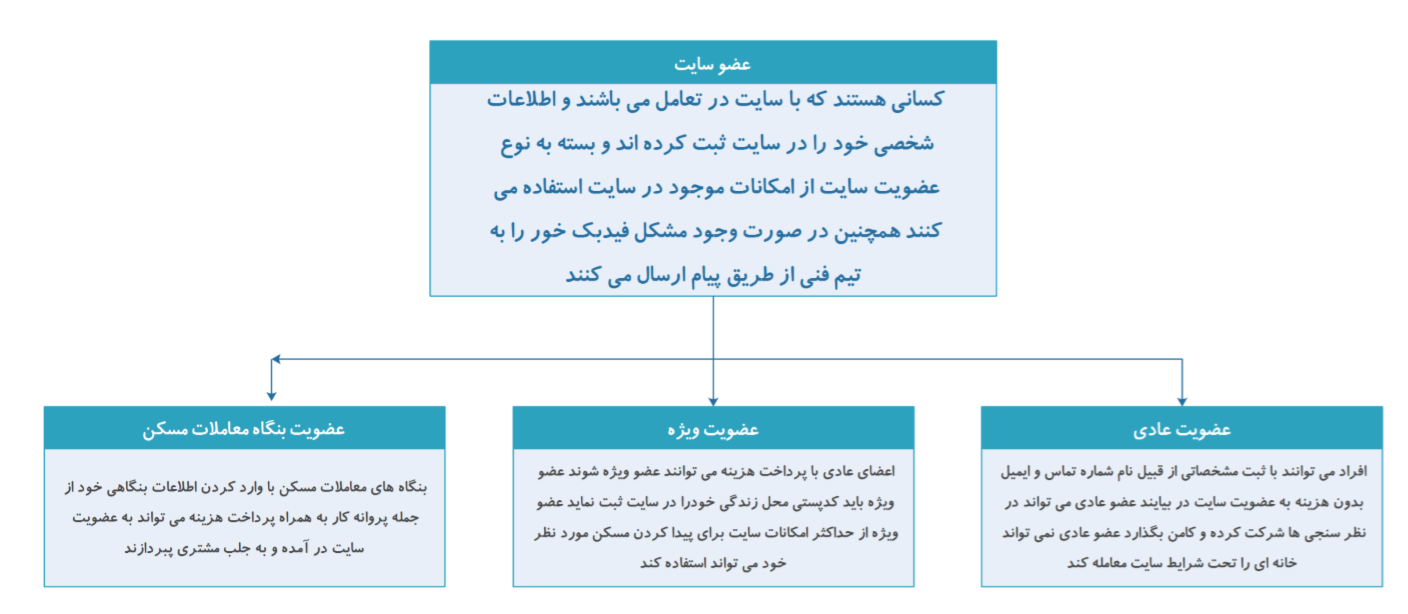 عضو سایت
کسانی هستند که با سایت در تعامل می باشند و اطلاعات
شخصی خود را در سایت ثبت کرده اند و بسته به نوع
عضویت سایت از امکانات موجود در سایت استفاده می
کنند همچنین در صورت وجود مشکل فیدبک خور را به
تیم فنی از طریق پیام ارسال می کنند
عضویت عادی
افراد می توانند با ثبت مشخصاتی از قبیل نام شماره تماس و ایمیل
بدون هزینه به عضویت سایت در بیایند عضو عادی می تواند در
نظر سنجی ها شرکت کرده و کامن بگذارد عضو عادی نمی تواند
خانه ای را تحت شرایط سایت معامله کند
عضویت ویژه
اعضای عادی با پرداخت هزینه می توانند عضو ویژه شوند عضو
ویژه باید کدپستی محل زندگی خودرا در سایت ثبت نماید عضو
ویژه از حداکثر امکانات سایت برای پیدا کردن مسکن مورد نظر
خود می تواند استفاده کند
عضویت بنگاه معاملات مسکن
بنگاه های معاملات مسکن با وارد کردن اطلاعات بنگاهی خود از
جمله پروانه کار به همراه پرداخت هزینه می تواند به عضویت
سایت در آمده و به جلب مشتری پبردازند